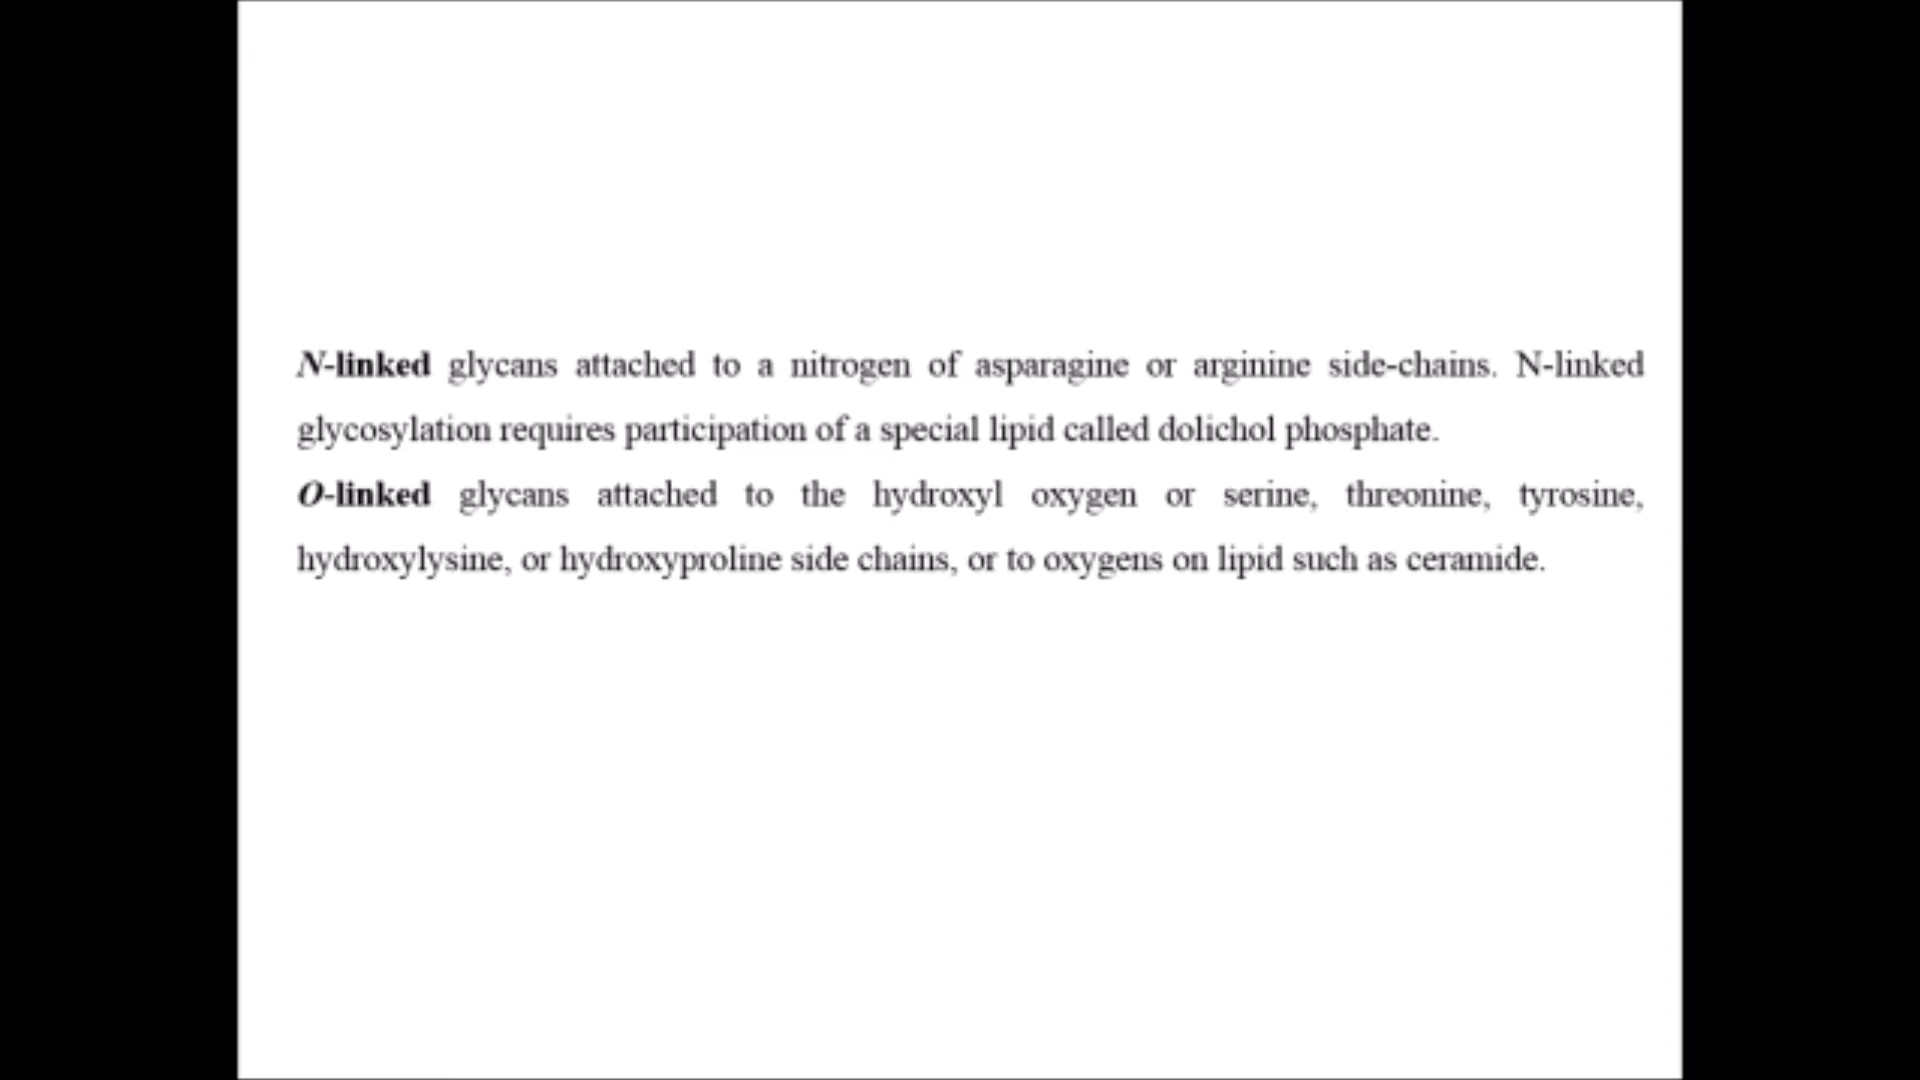 N-linked glycans attached to a nitrogen of asparagine or arginine side-chains. N-linked
glycosylation requires participation of a special lipid called dolichol phosphate.
O-linked glycans attached to the hydroxyl oxygen or serine, threonine, tyrosine,
hydroxylysine, or hydroxyproline side chains, or to oxygens on lipid such as ceramide.